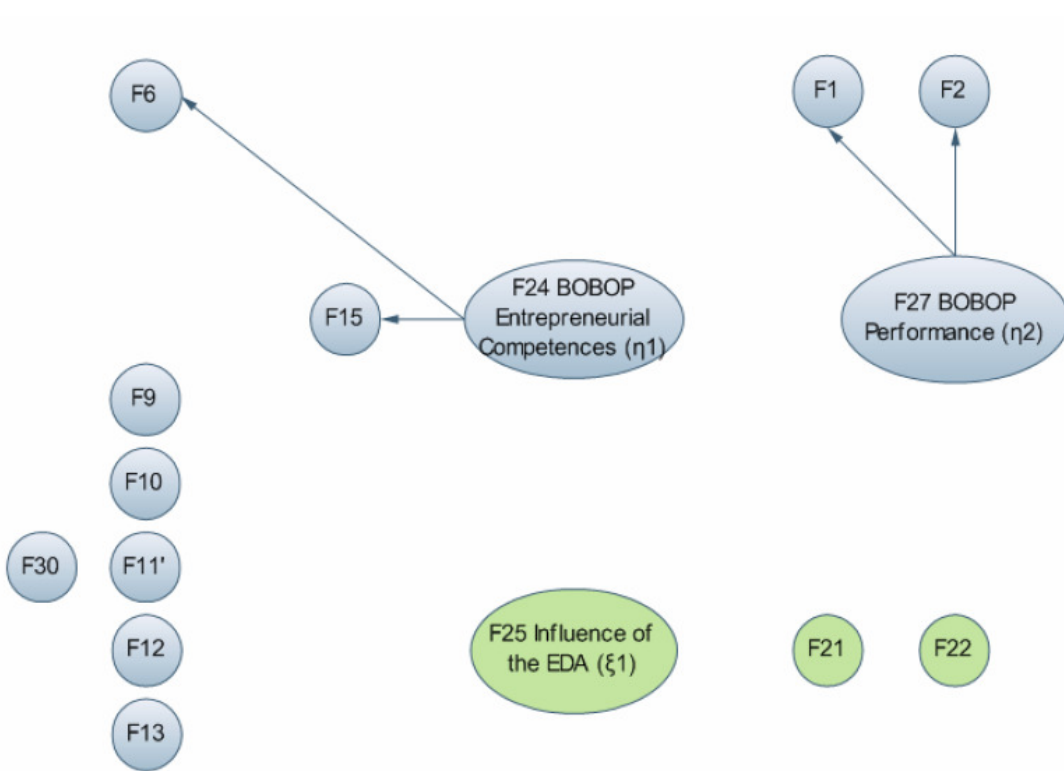 F6
F1
F2
F15
F24 BOBOP
Entrepreneurial
Competences (η1)
F27 BOBOP
Performance (η2)
F9
F10
F30
F11'
F12
F13
F25 Influence of
the EDA (ξ1)
F21
F22